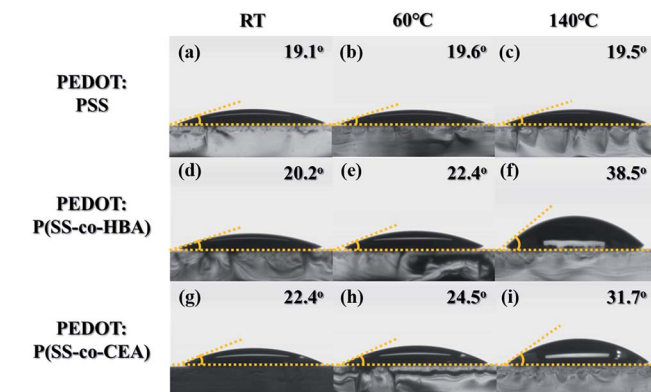 RT 60°C 140°C
PEDOT:
PSS
(a) 19.1° (b) 19.6° (c) 19.5°
PEDOT:
P(SS-co-HBA)
(d) 20.2° (e) 22.4° (f) 38.5°
PEDOT:
P(SS-co-CEA)
(g) 22.4° (h) 24.5° (i) 31.7°